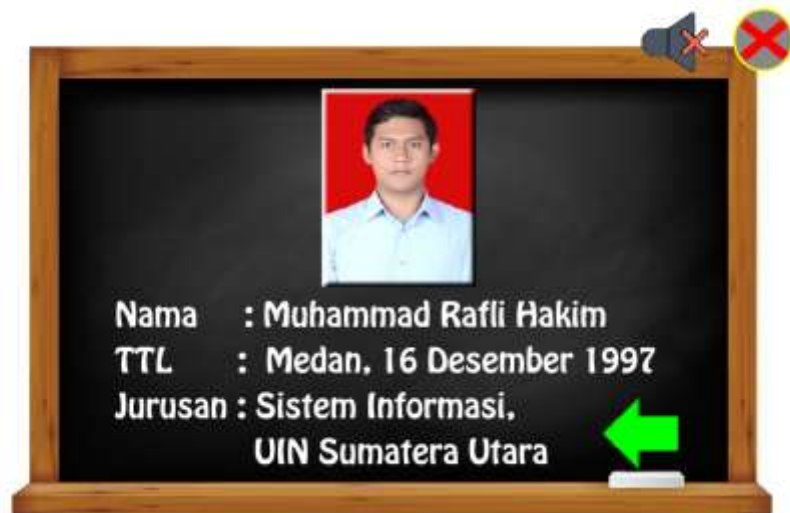 Nama : Muhammad Rafli Hakim
TTL : Medan, 16 Desember 1997
Jurusan : Sistem Informasi,
UIN Sumatera Utara